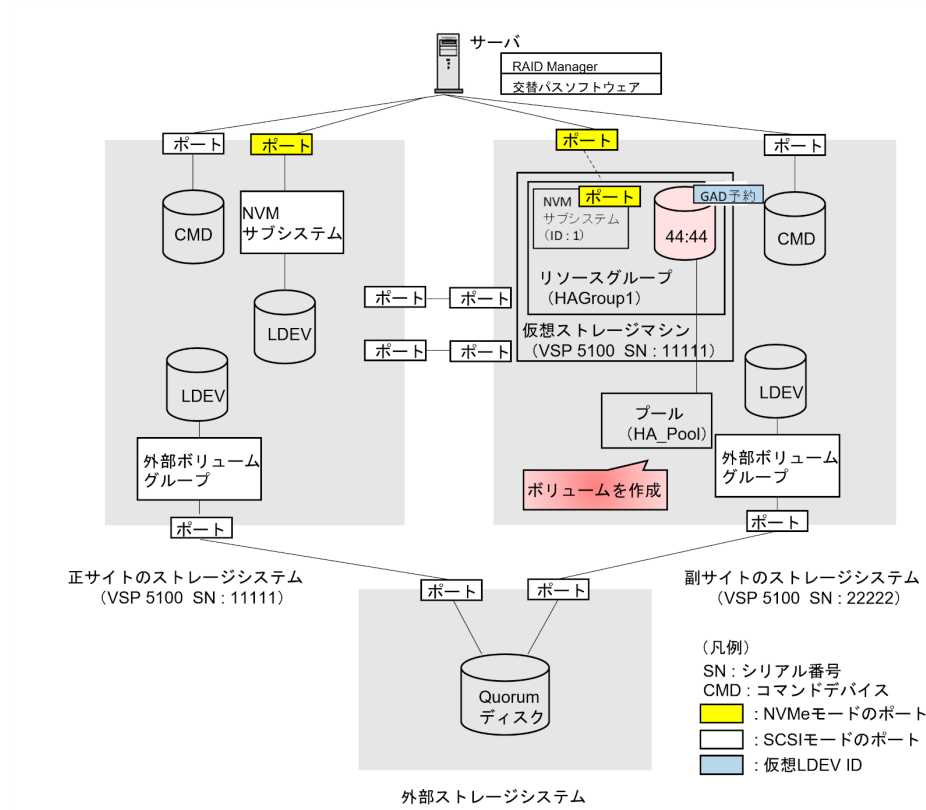 サーバ
RAID Manager
交替パスソフトウェア
ポート
ポート
ポート
ポート
CMD
NVM
サブシステム
NVM
サブシステム
（ID : 1）
ポート
44:44
GAD予約
CMD
リソースグループ
（HAGroup1）
ポート
ポート
仮想ストレージマシン
（VSP 5100  SN : 11111）
LDEV
ポート
ポート
LDEV
LDEV
プール
（HA_Pool）
外部ボリューム
グループ
外部ボリューム
グループ
ボリュームを作成
ポート
ポート
正サイトのストレージシステム
（VSP 5100  SN : 11111）
副サイトのストレージシステム
（VSP 5100  SN : 22222）
ポート
ポート
Quorum
ディスク
外部ストレージシステム
（凡例）
SN : シリアル番号
CMD : コマンドデバイス
: NVMeモードのポート
: SCSIモードのポート
: 仮想LDEV ID